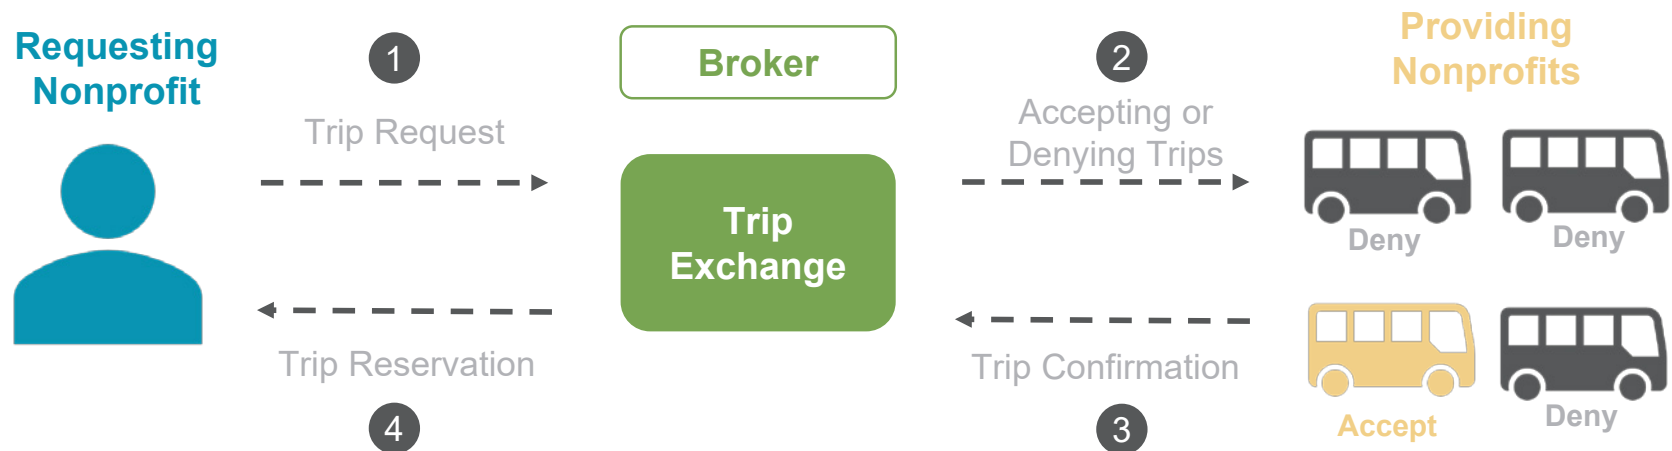 Requesting
Nonprofit
1
Trip Request
Broker
2
Accepting or
Denying Trips
Providing
Nonprofits
Deny
Deny
Trip
Exchange
Trip Reservation
4
Trip Confirmation
3
Accept
Deny